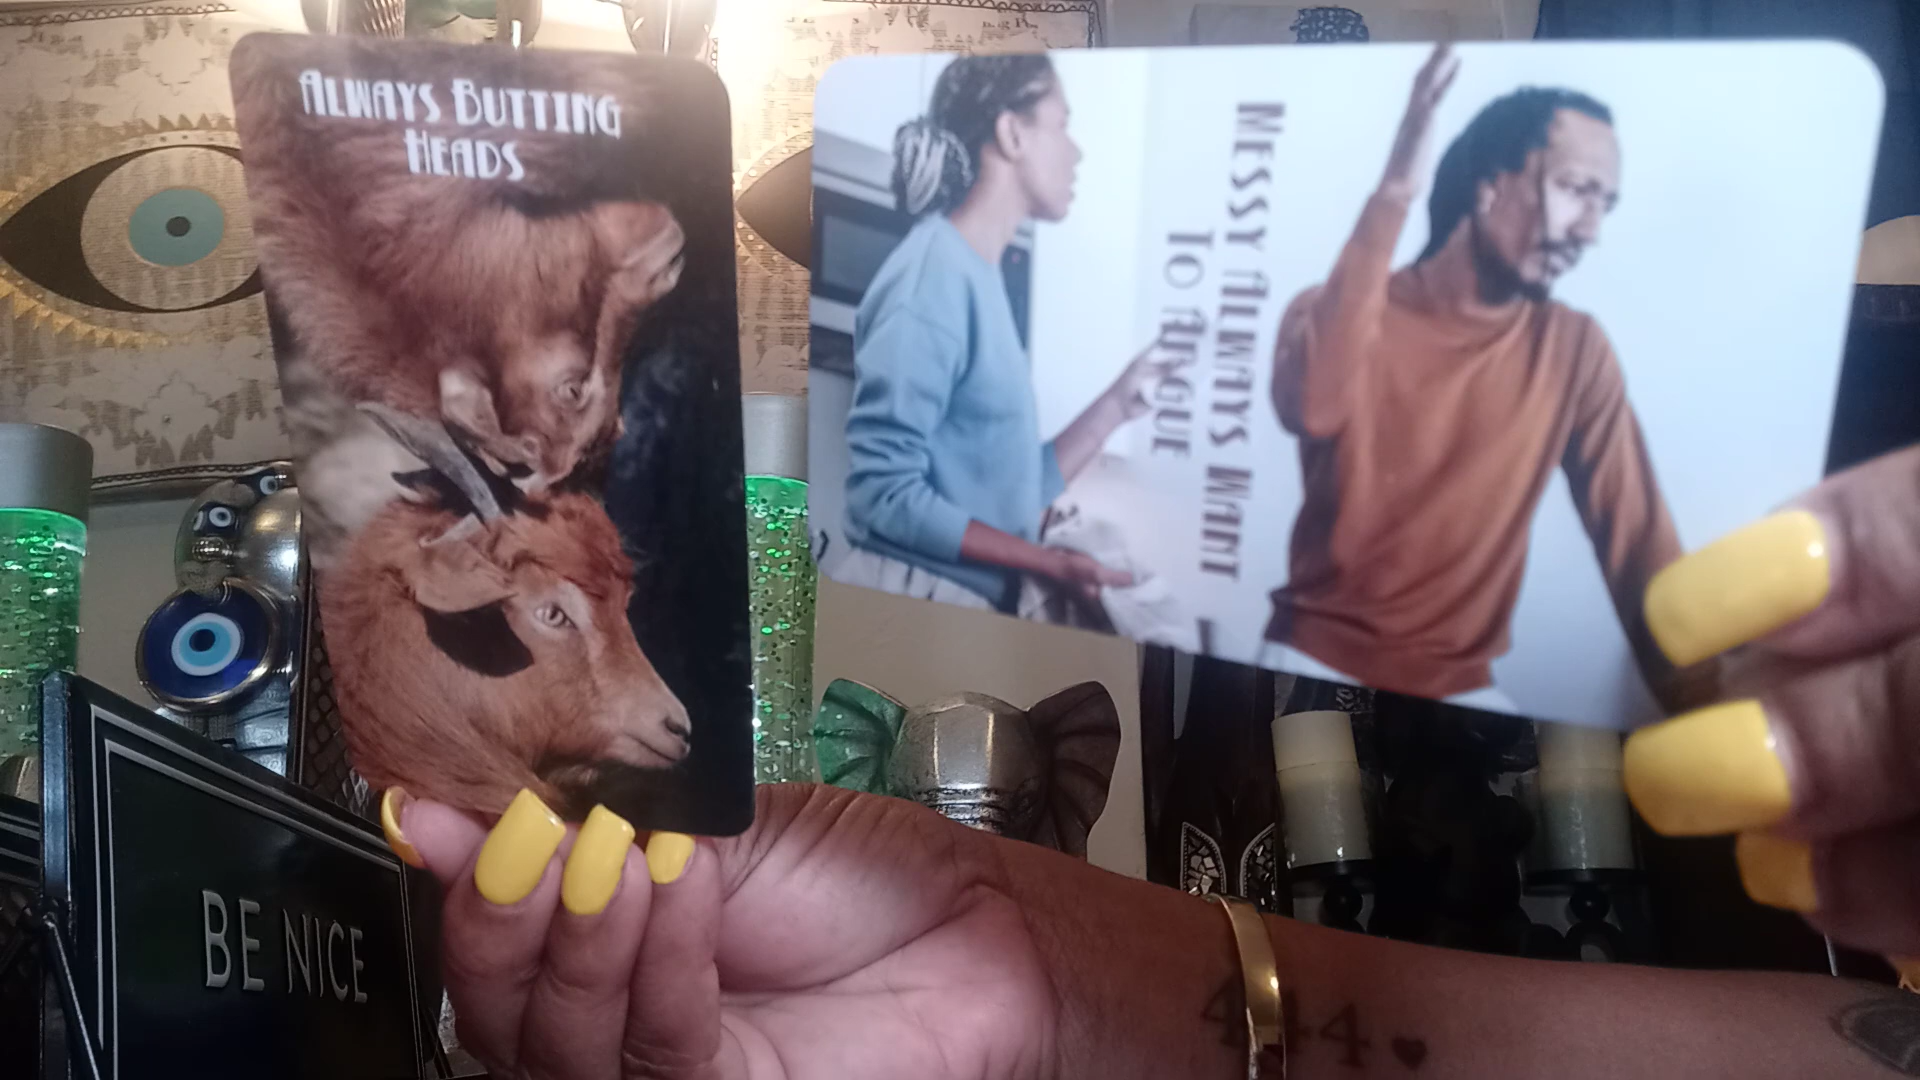 ALWAYS BUTTING
HEADS
MESSY ALWAYS WANT
TO ARGUE
BE NICE
444